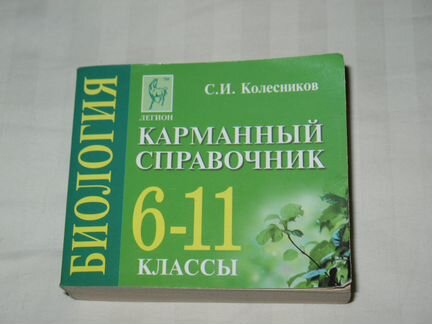 БИОЛОГИЯ
ЛЕГИОН
С.И. Колесников
КАРМАННЫЙ
СПРАВОЧНИК
6-11
КЛАССЫ